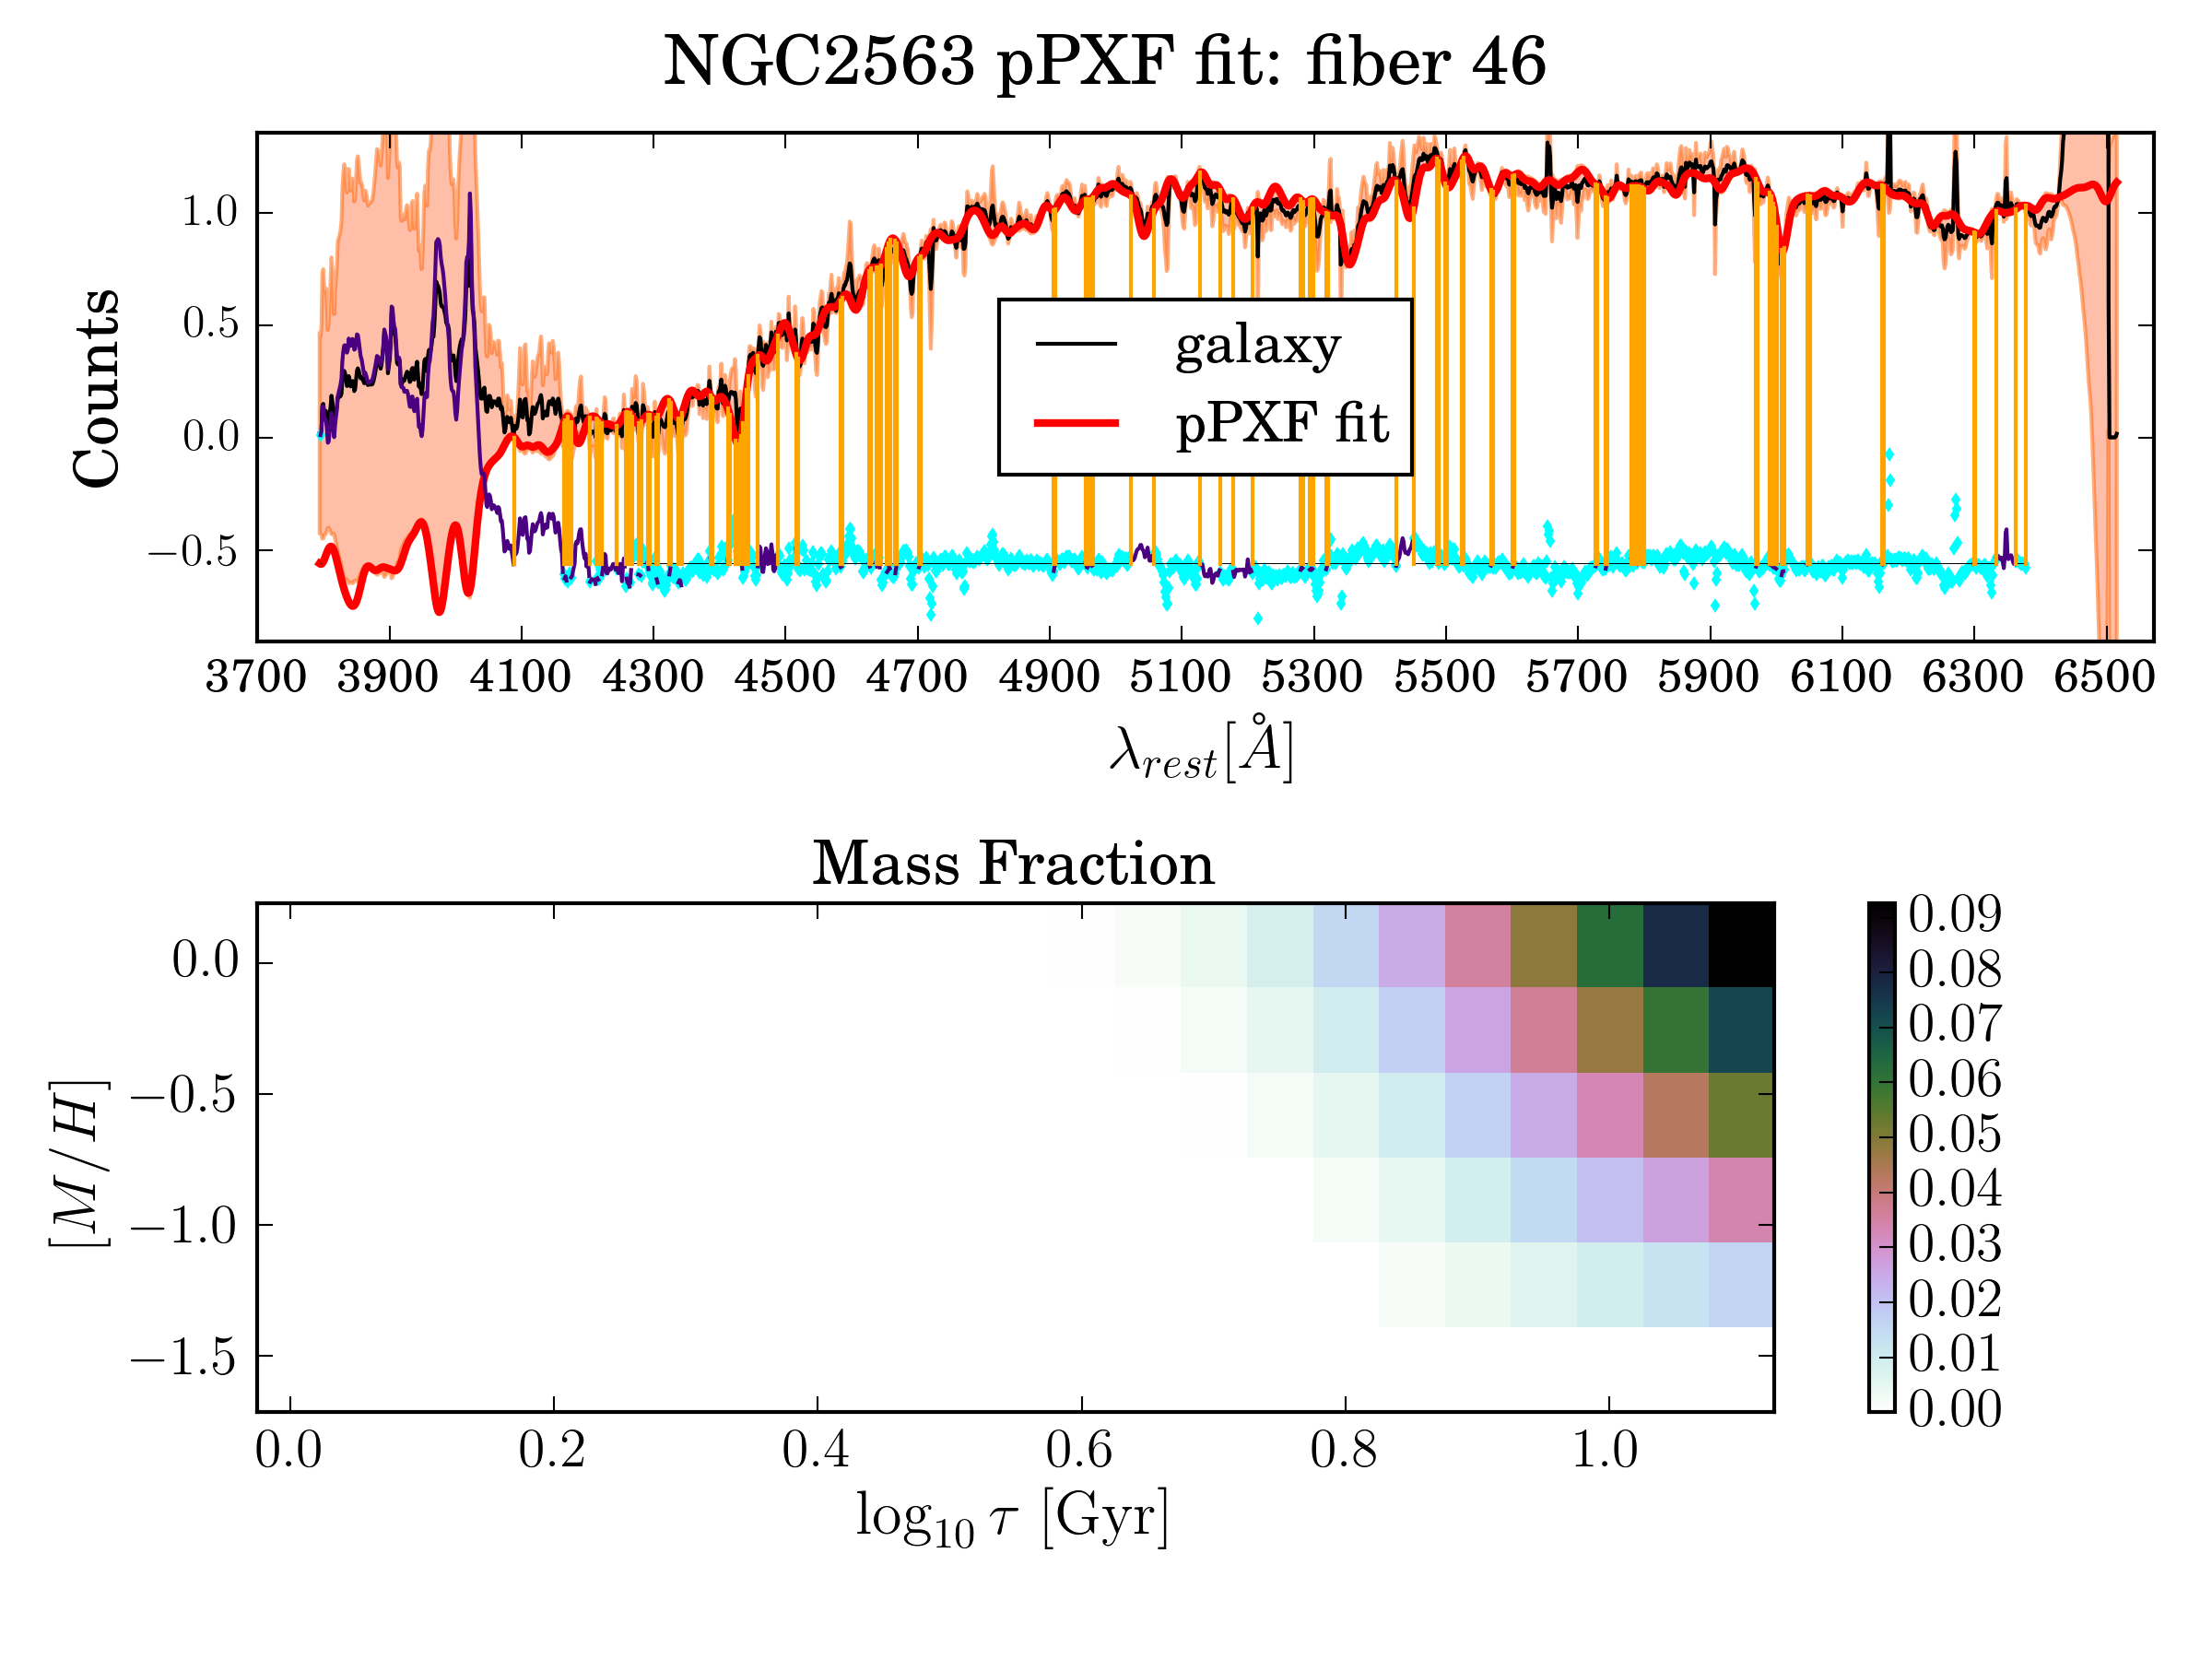 NGC2563 pPXF fit: fiber 46
Counts
1.0
0.5
0.0
−0.5
galaxy
pPXF fit
3700 3900 4100 4300 4500 4700 4900 5100 5300 5500 5700 5900 6100 6300 6500
λrest[Å]
Mass Fraction
[M/H]
0.0
−0.5
−1.0
−1.5
0.0 0.2 0.4 0.6 0.8 1.0
log10 τ [Gyr]
0.09
0.08
0.07
0.06
0.05
0.04
0.03
0.02
0.01
0.00